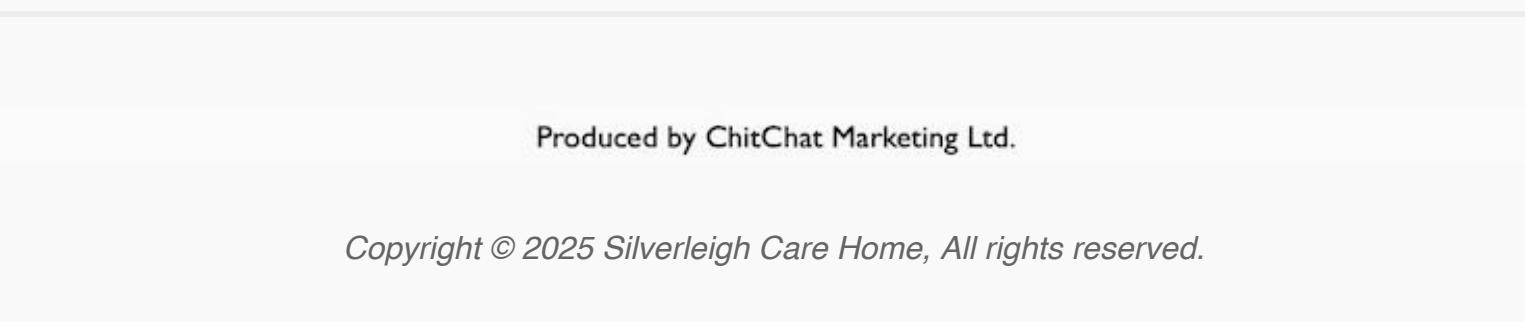 Produced by ChitChat Marketing Ltd.
Copyright © 2025 Silverleigh Care Home, All rights reserved.